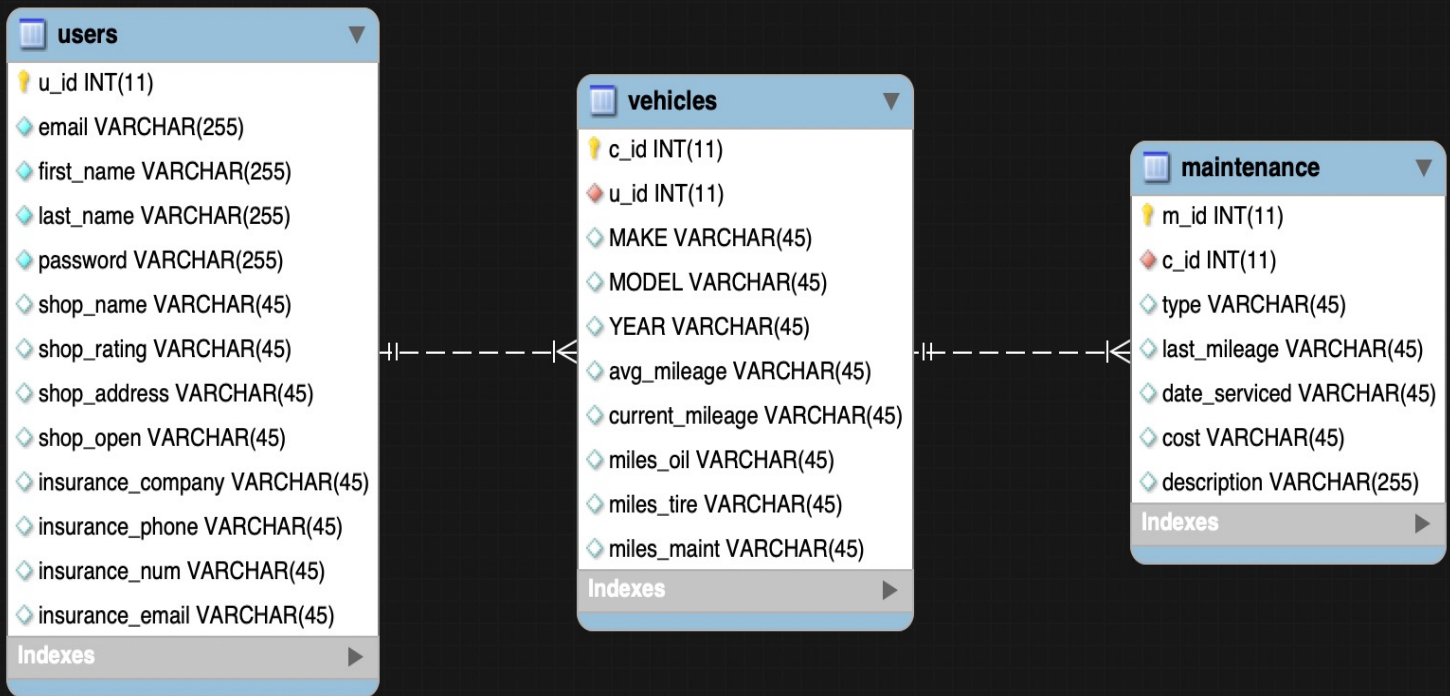 users
u_id INT(11)
email VARCHAR(255)
first_name VARCHAR(255)
last_name VARCHAR(255)
password VARCHAR(255)
shop_name VARCHAR(45)
shop_rating VARCHAR(45)
shop_address VARCHAR(45)
shop_open VARCHAR(45)
insurance_company VARCHAR(45)
insurance_phone VARCHAR(45)
insurance_num VARCHAR(45)
insurance_email VARCHAR(45)
Indexes
vehicles
c_id INT(11)
u_id INT(11)
MAKE VARCHAR(45)
MODEL VARCHAR(45)
YEAR VARCHAR(45)
avg_mileage VARCHAR(45)
current_mileage VARCHAR(45)
miles_oil VARCHAR(45)
miles_tire VARCHAR(45)
miles_maint VARCHAR(45)
Indexes
maintenance
m_id INT(11)
c_id INT(11)
type VARCHAR(45)
last_mileage VARCHAR(45)
date_serviced VARCHAR(45)
cost VARCHAR(45)
description VARCHAR(255)
Indexes